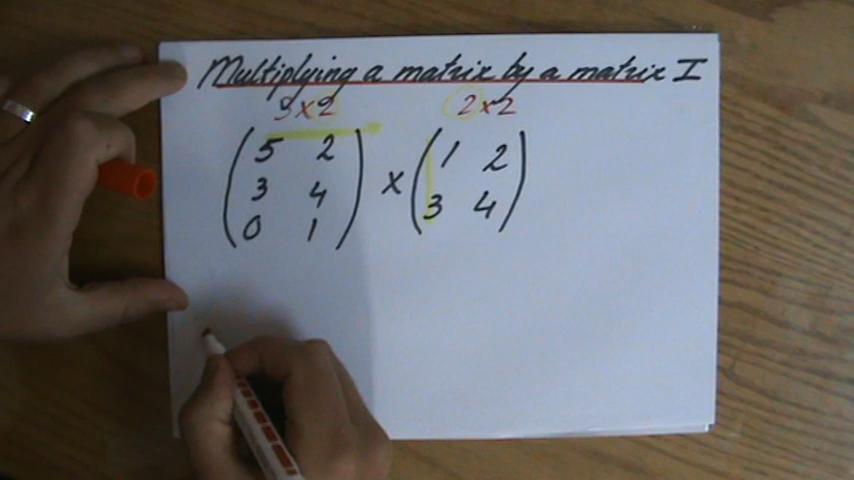 Multiplying a matrix by a matrix I
3x2 2x2
5 2 1 2
3 4 x 3 4
0 1